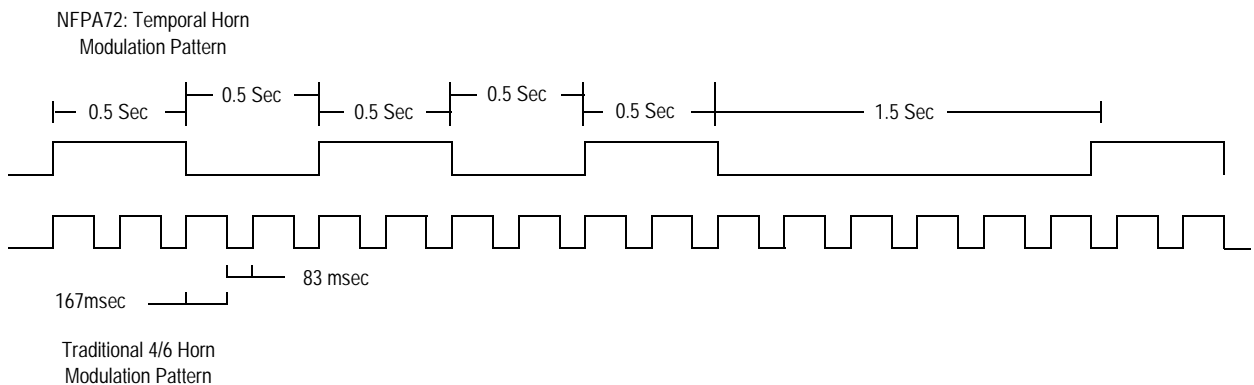 NFPA72: Temporal Horn
Modulation Pattern
0.5 Sec
0.5 Sec
0.5 Sec
0.5 Sec
0.5 Sec
1.5 Sec
83 msec
167msec
Traditional 4/6 Horn
Modulation Pattern